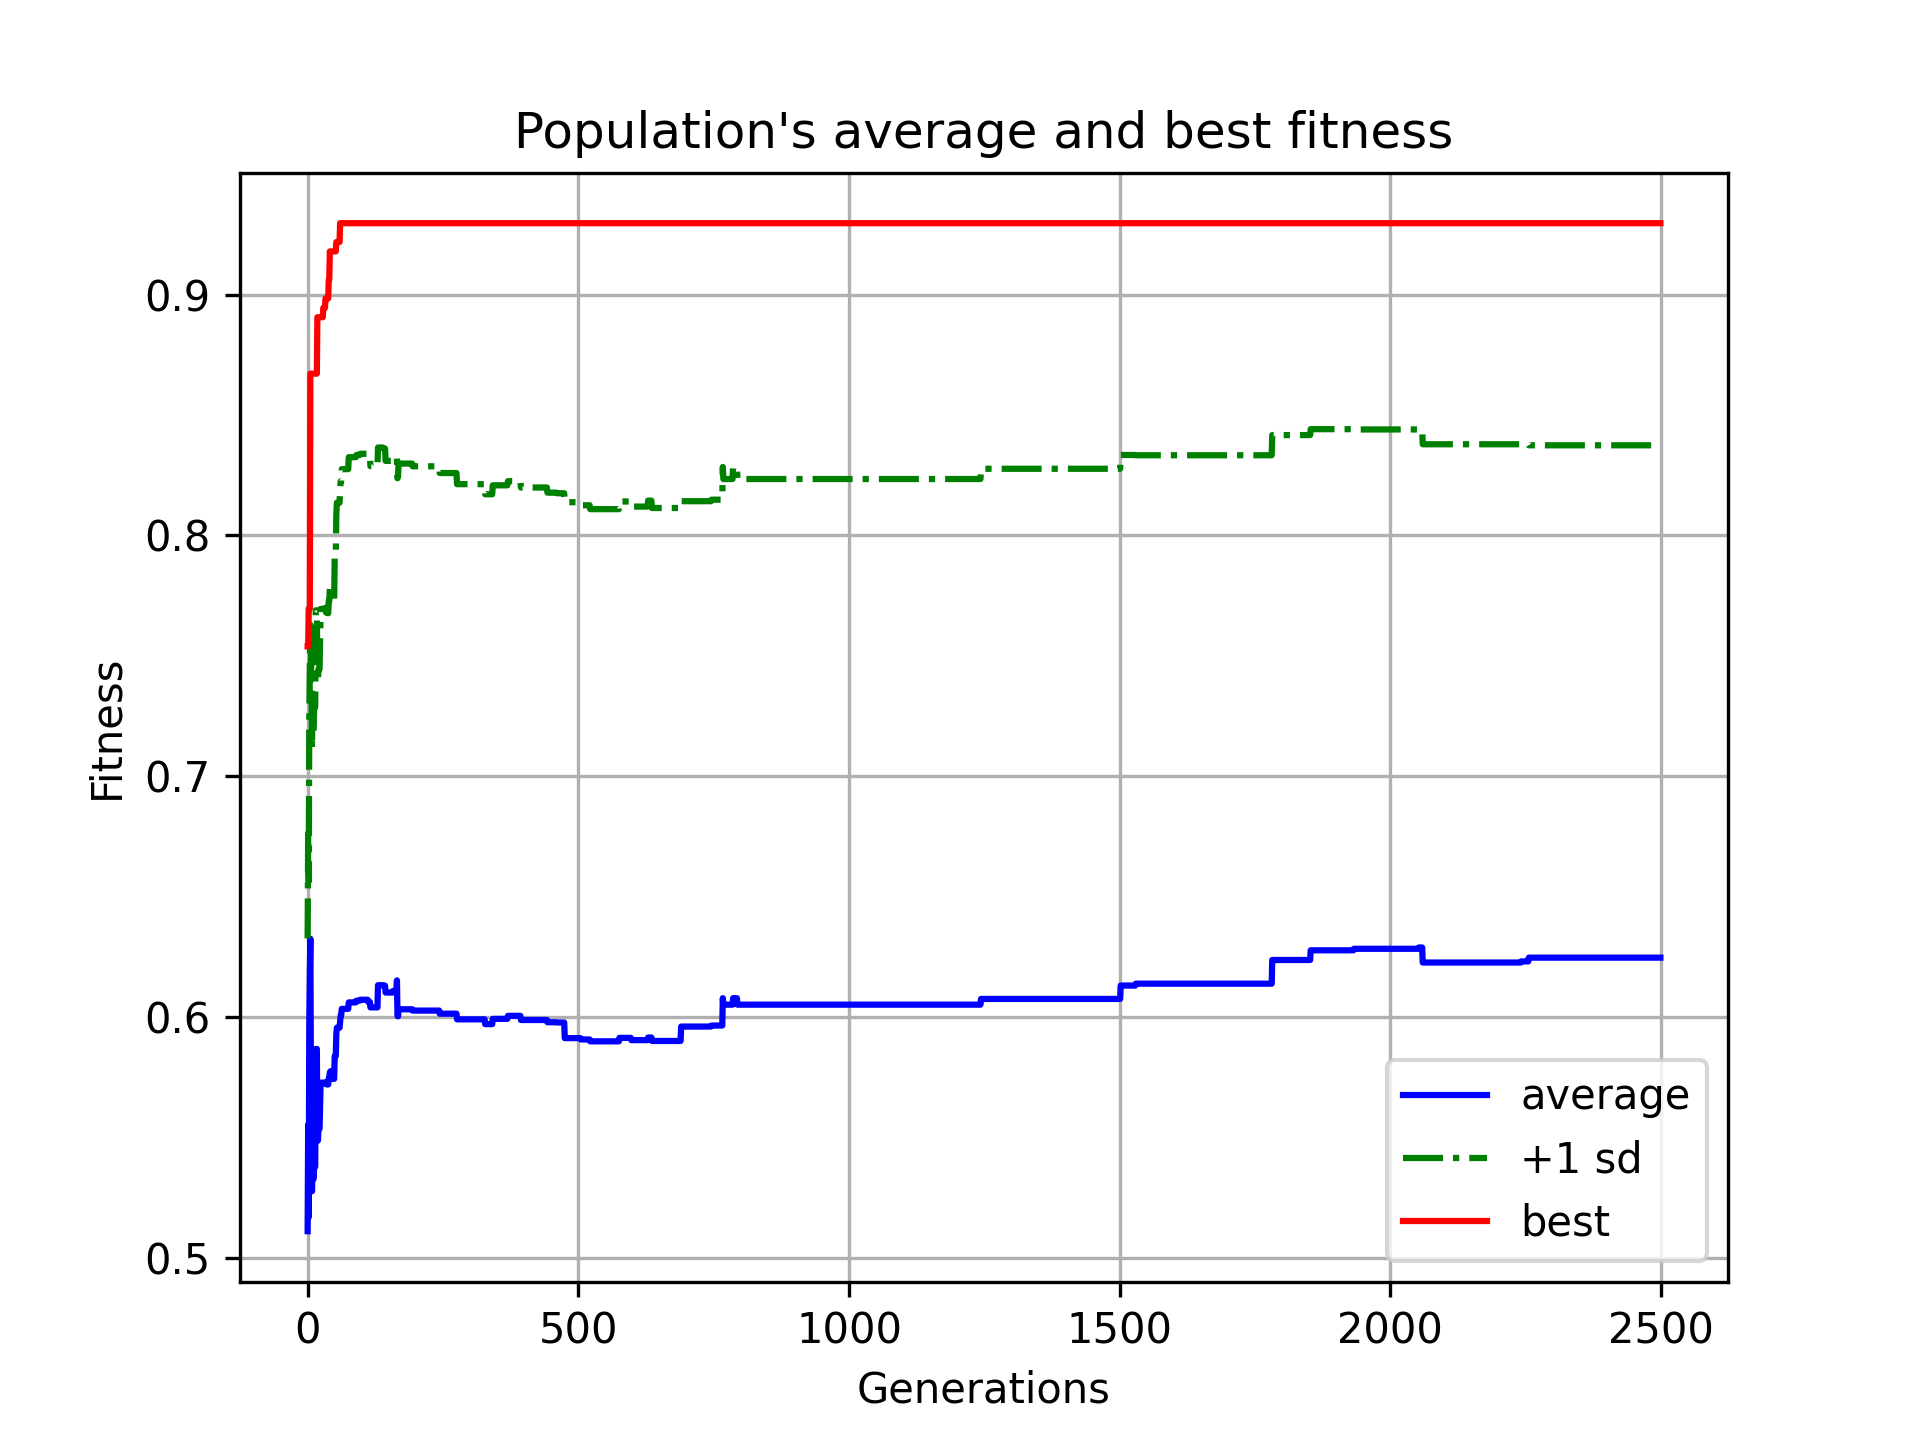 Population's average and best fitness
Fitness
0.9
0.8
0.7
0.6
0.5
0 500 1000 1500 2000 2500
Generations
average
+1 sd
best